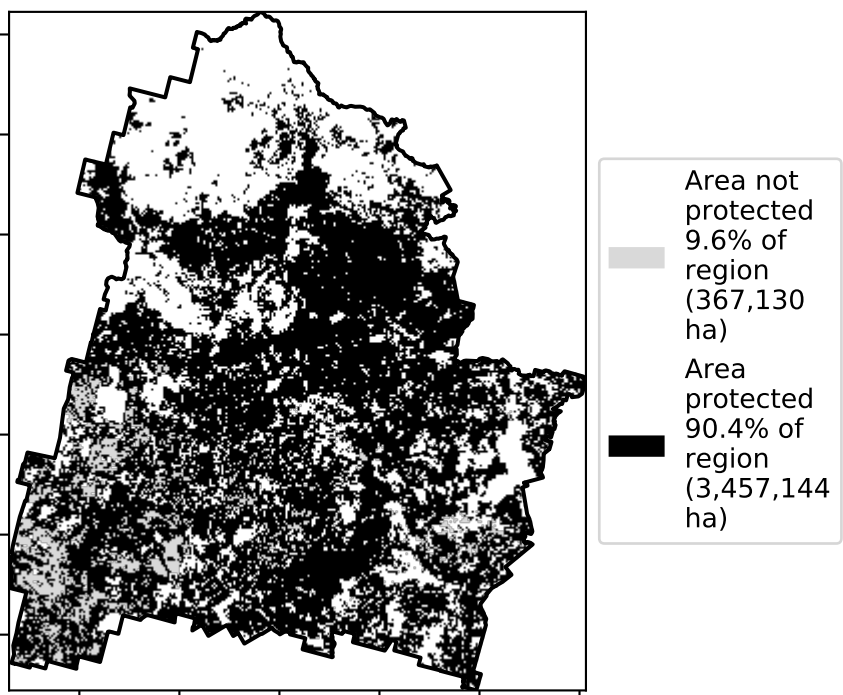 Area not
protected
9.6% of
region
(367,130
ha)
Area
protected
90.4% of
region
(3,457,144
ha)